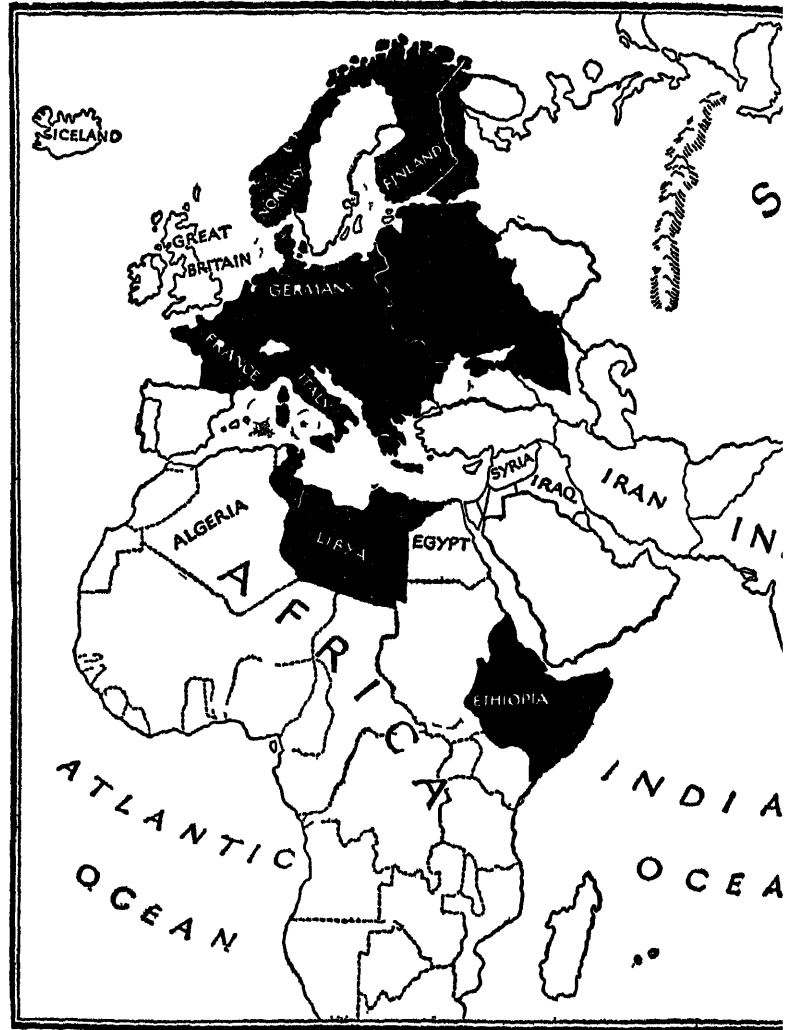 ICELAND
S
FINLAND
NORWAY
GREAT
BRITAIN
GERMANY
FRANCE
ITALY
SYRIA
IRAQ
IRAN
IN
ALGERIA
LIBYA
EGYPT
AFRICA
ETHIOPIA
ATLANTIC
OCEAN
INDIA
OCEA